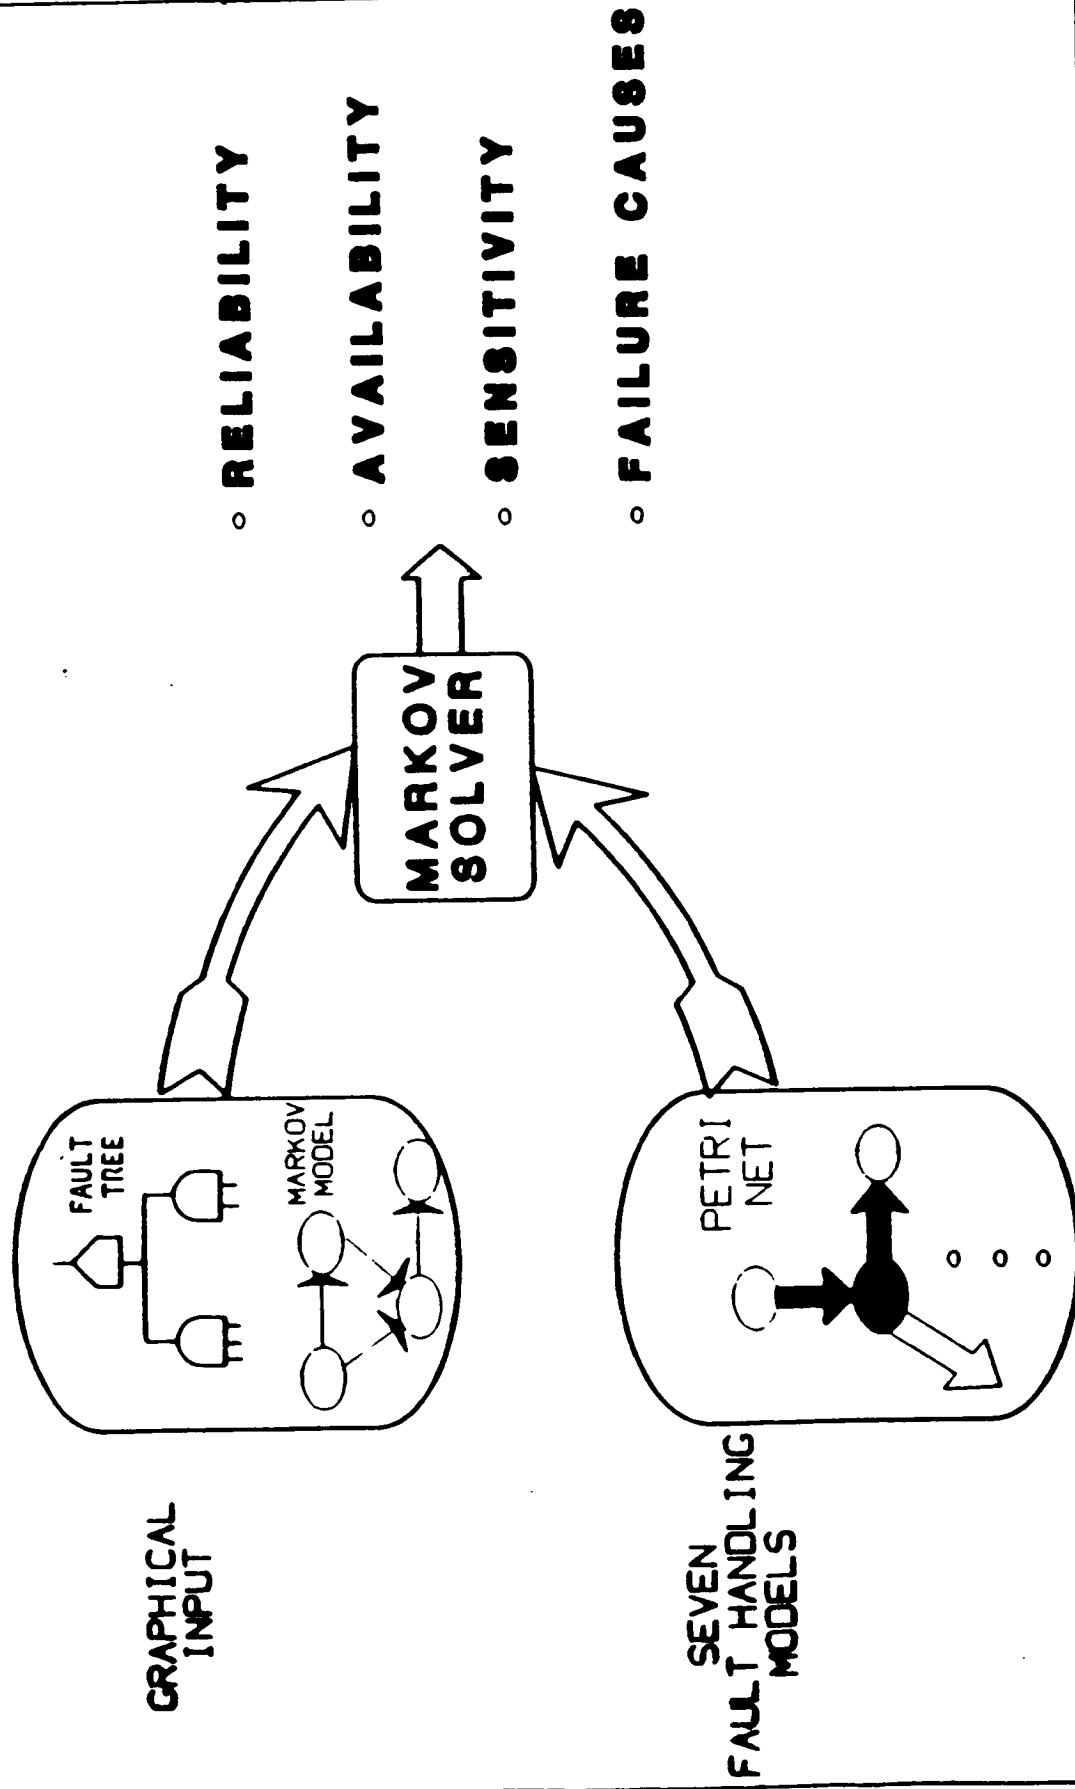 GRAPHICAL
INPUT
FAULT
TREE
MARKOV
MODEL
SEVEN
FAULT HANDLING
MODELS
PETRI
NET
MARKOV
SOLVER
o RELIABILITY
o AVAILABILITY
o SENSITIVITY
o FAILURE CAUSES